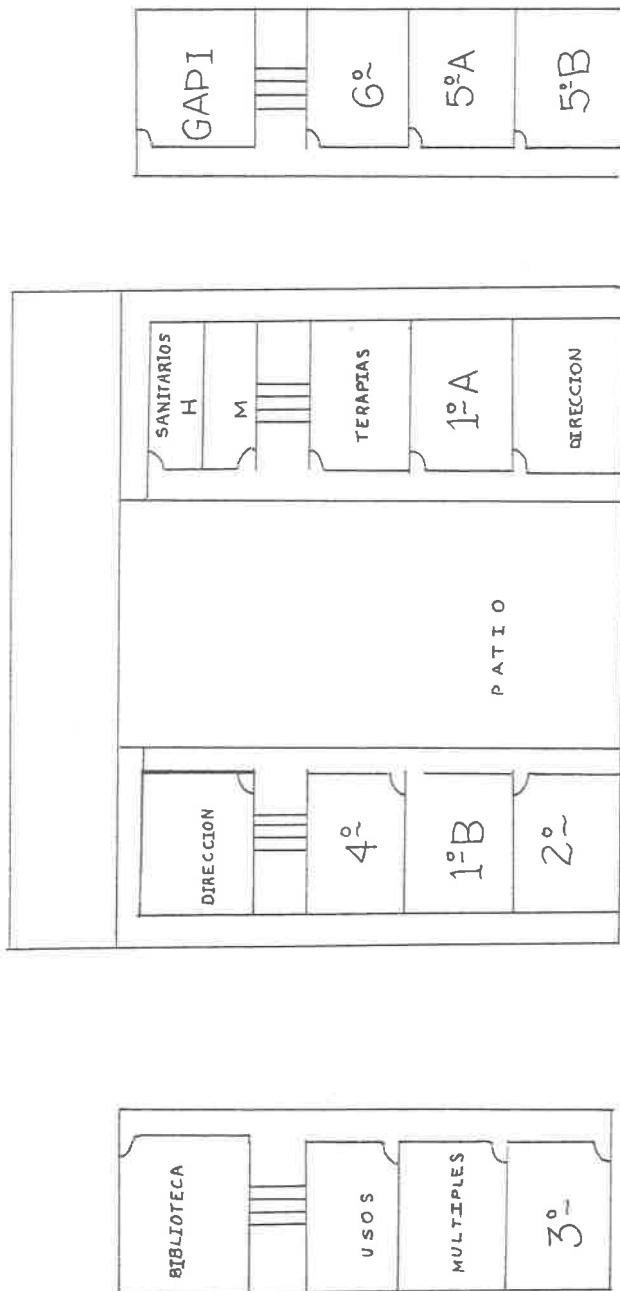 GAPI
6º
5ºA
5ºB
SANITARIOS
H
M
TERAPIAS
1ºA
DIRECCION
PATIO
DIRECCION
4º
1ºB
2º
BIBLIOTECA
USOS
MULTIPLES
3º